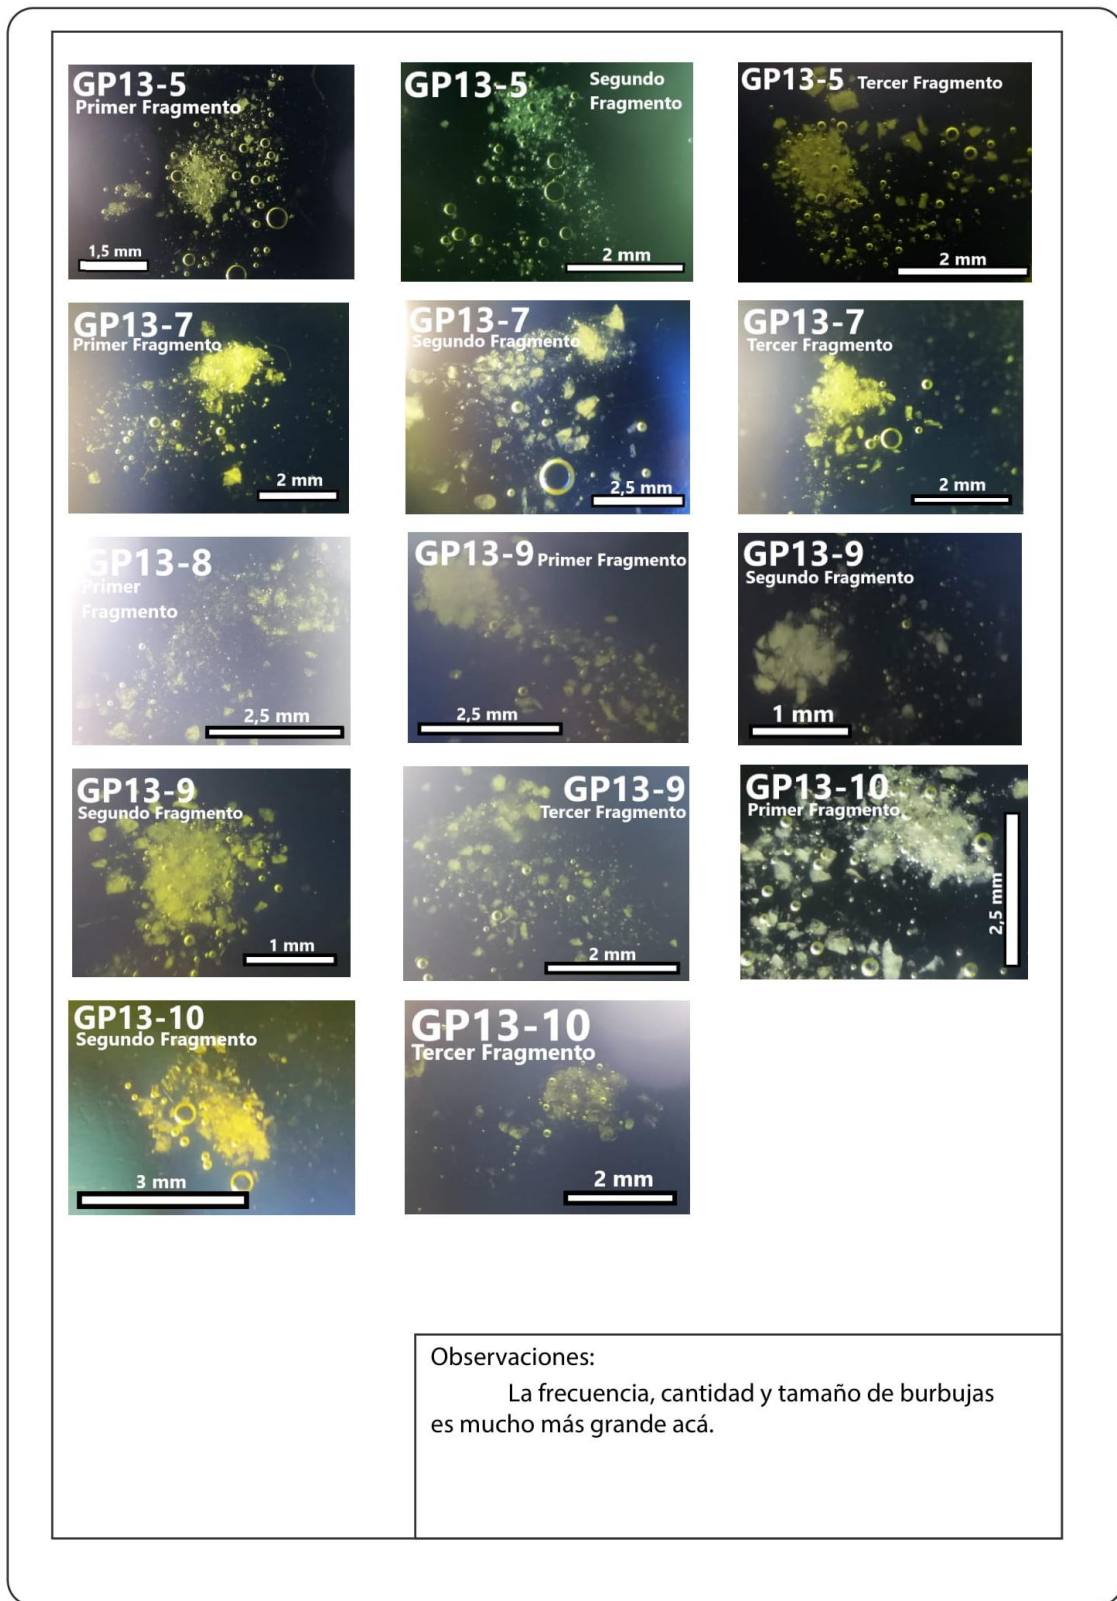 GP13-5
Primer Fragmento
1,5 mm
GP13-5
Segundo
Fragmento
2 mm
GP13-5 Tercer Fragmento
2 mm
GP13-7
Primer Fragmento
2 mm
GP13-7
Segundo Fragmento
2,5 mm
GP13-7
Tercer Fragmento
2 mm
GP13-8
Primer
Fragmento
2,5 mm
GP13-9 Primer Fragmento
2,5 mm
GP13-9
Segundo Fragmento
1 mm
GP13-9
Segundo Fragmento
1 mm
GP13-9
Tercer Fragmento
2 mm
GP13-10
Primer Fragmento
2,5 mm
GP13-10
Segundo Fragmento
3 mm
GP13-10
Tercer Fragmento
2 mm
Observaciones:
La frecuencia, cantidad y tamaño de burbujas
es mucho más grande acá.